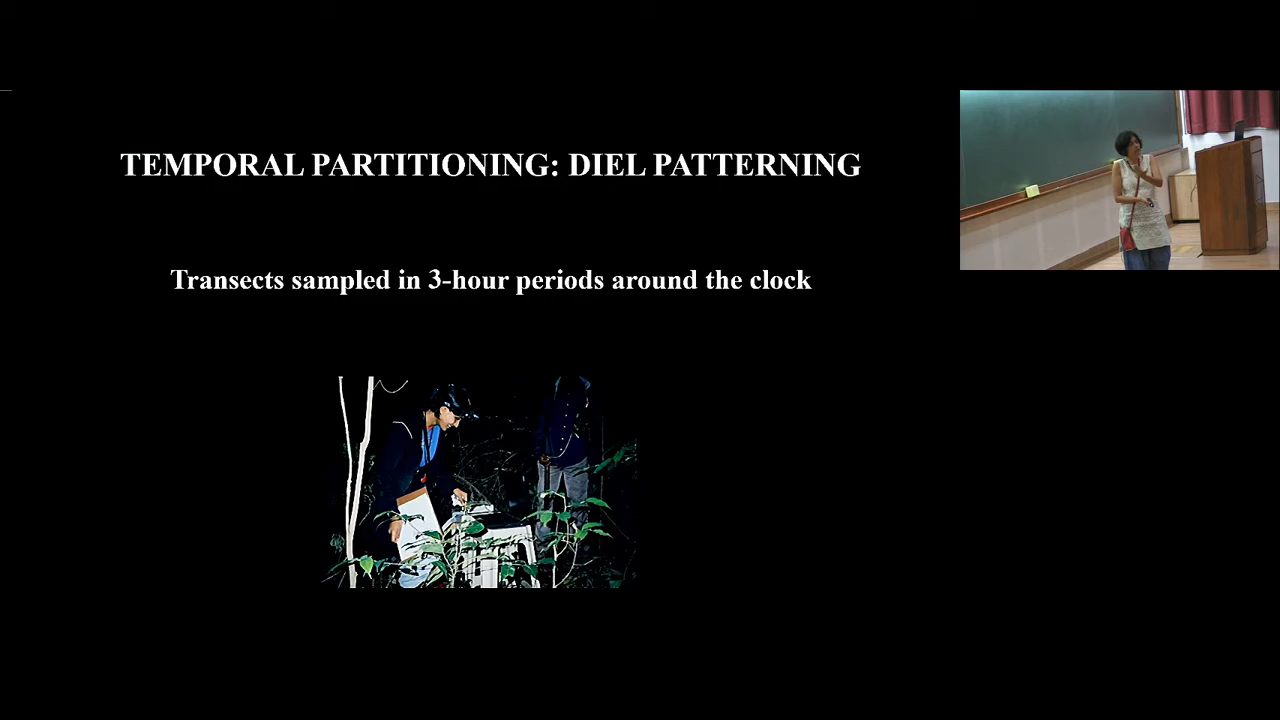 TEMPORAL PARTITIONING: DIEL PATTERNING
Transects sampled in 3-hour periods around the clock